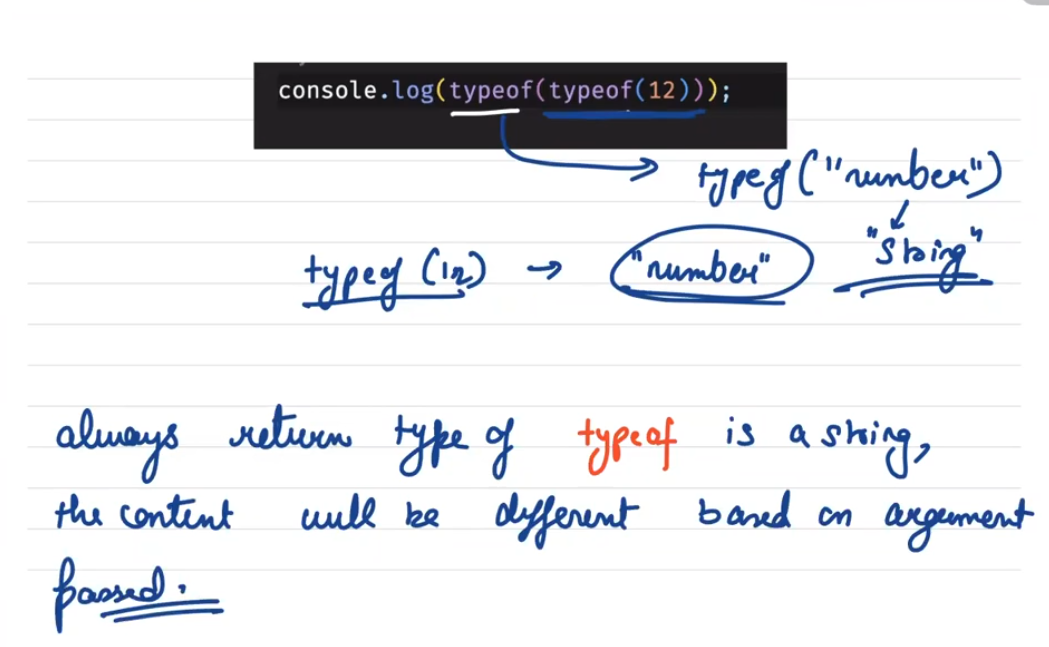 console.log(typeof(typeof(12)));
typeof("number")
typeof (12) → "number" "String"
always return type of typeof is a string,
the content will be different based on argument
passed.